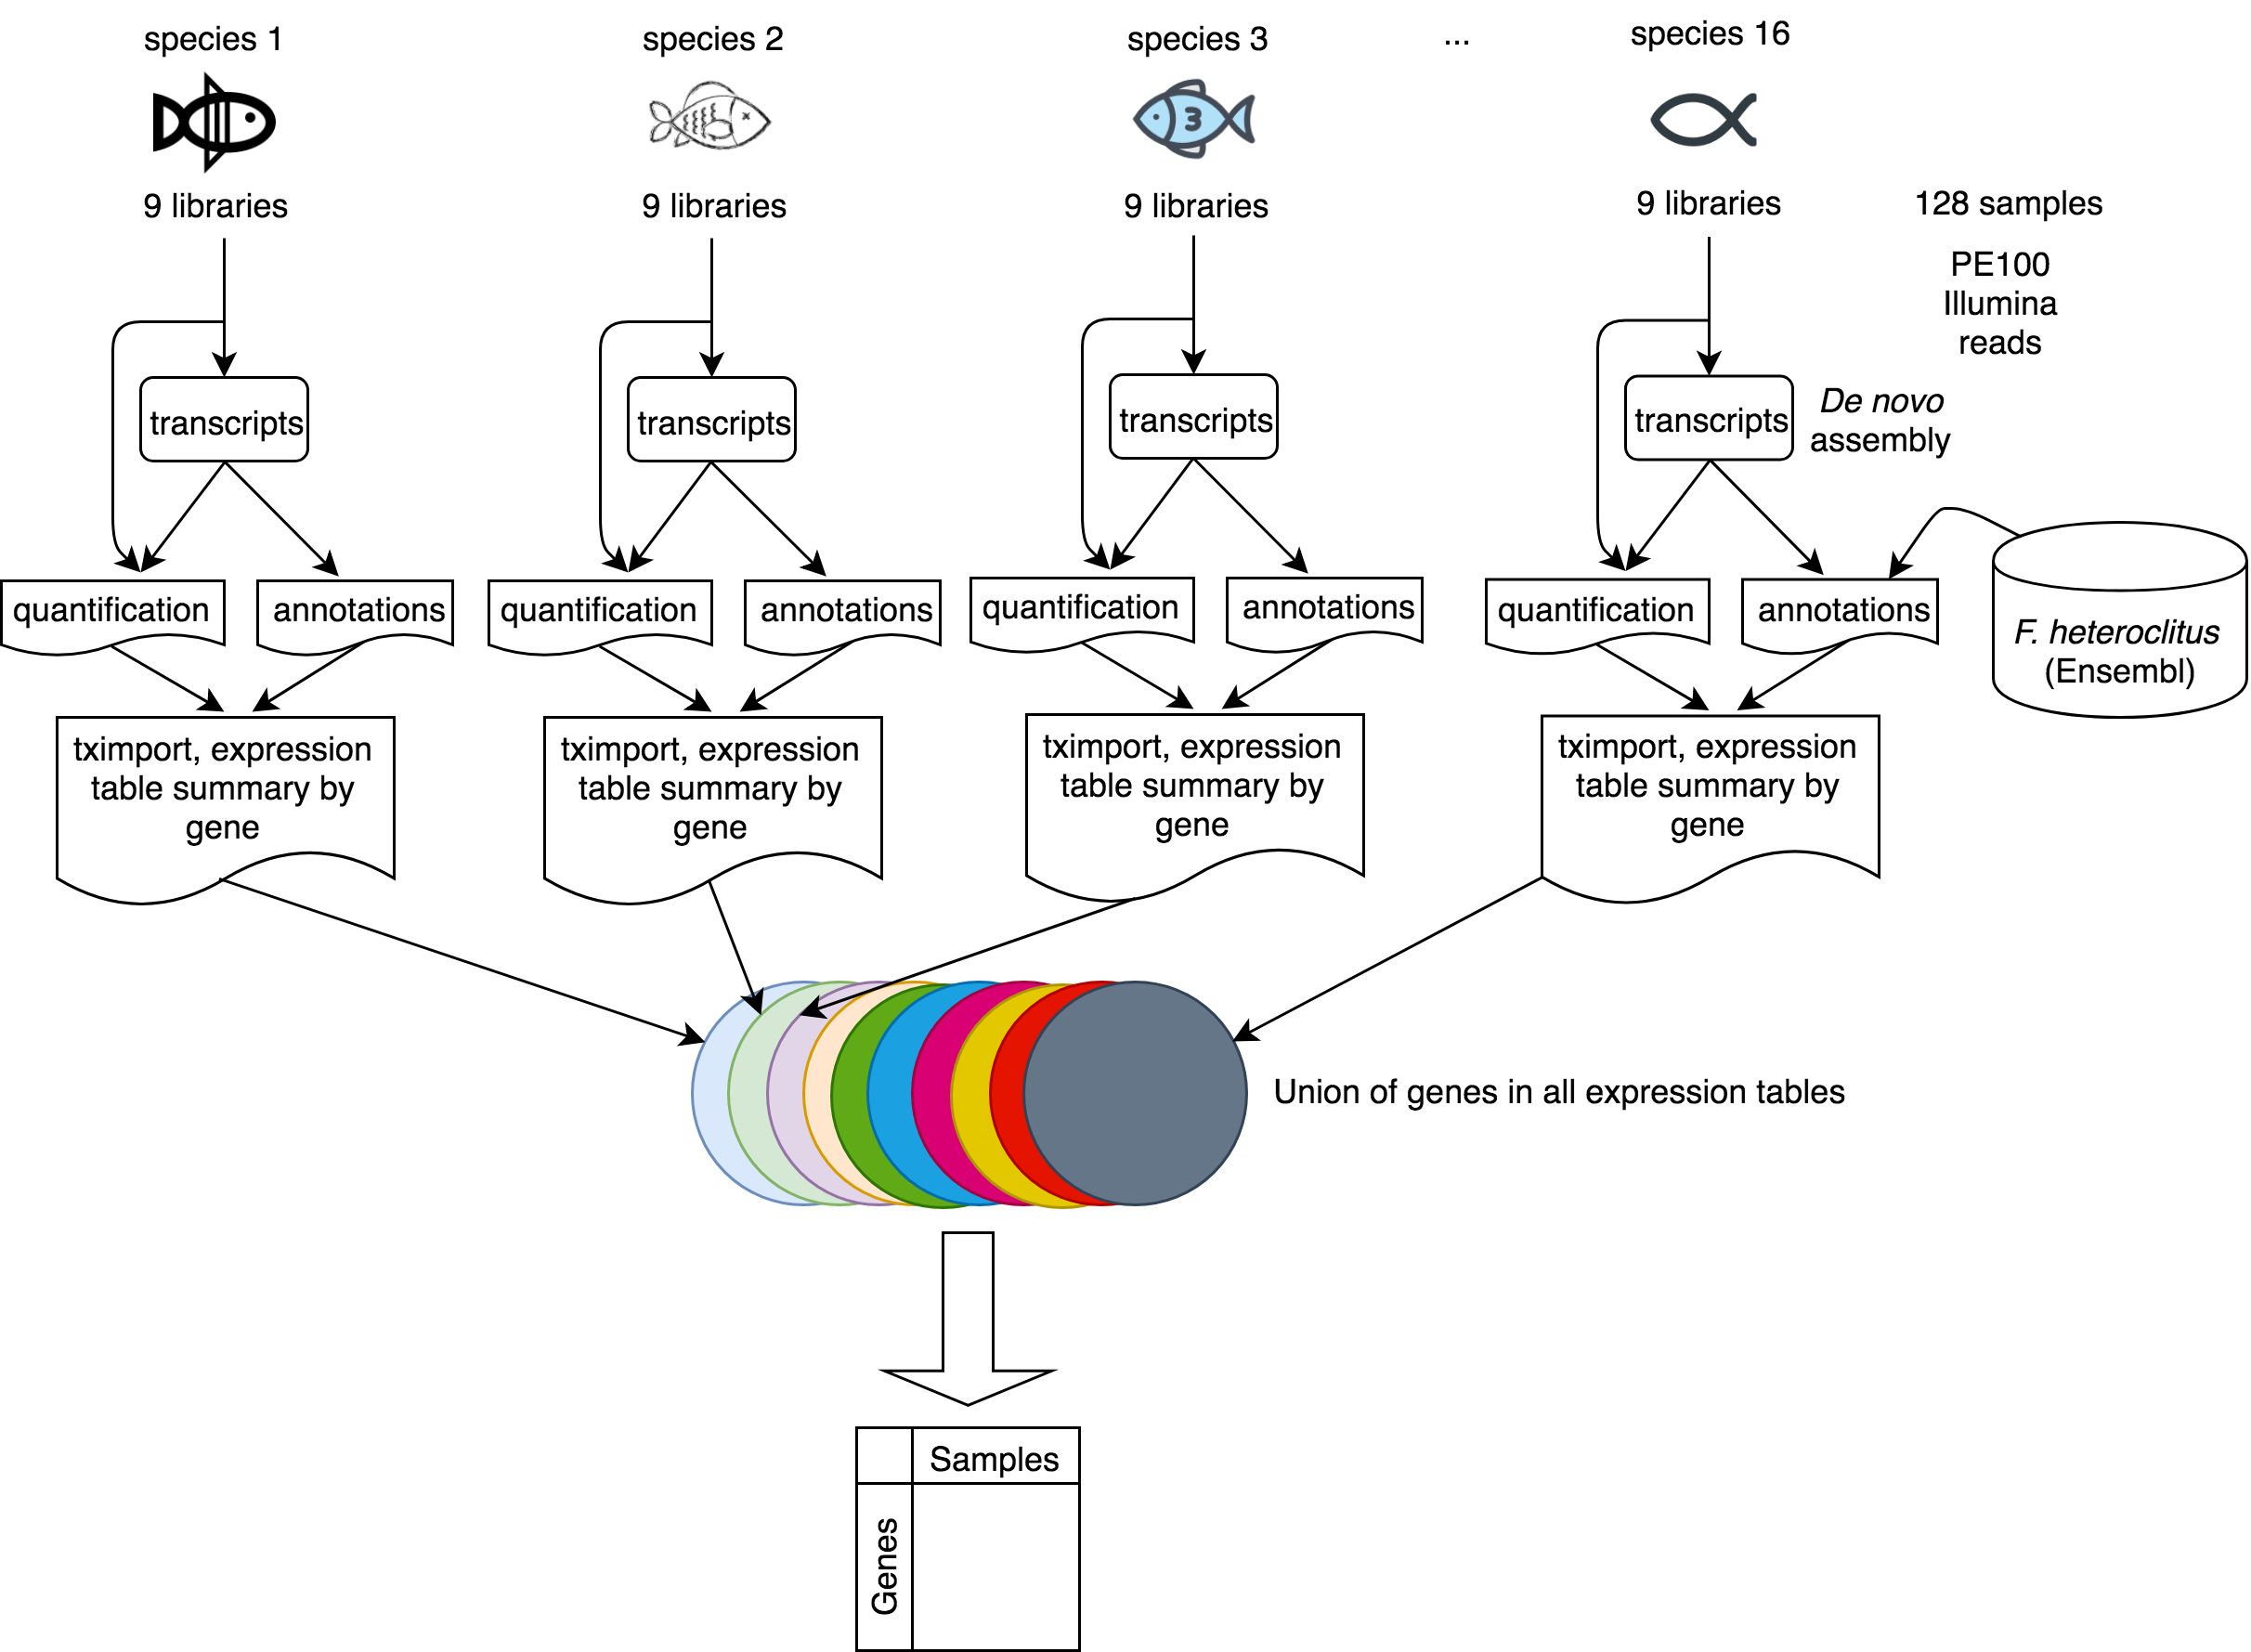 species 1
species 2
species 3
...
species 16
3
9 libraries
9 libraries
9 libraries
9 libraries
128 samples
PE100
Illumina
reads
transcripts
transcripts
transcripts
transcripts
De novo
assembly
quantification
annotations
quantification
annotations
quantification
annotations
quantification
annotations
F. heteroclitus
(Ensembl)
tximport, expression
table summary by
gene
tximport, expression
table summary by
gene
tximport, expression
table summary by
gene
tximport, expression
table summary by
gene
Union of genes in all expression tables
Samples
Genes